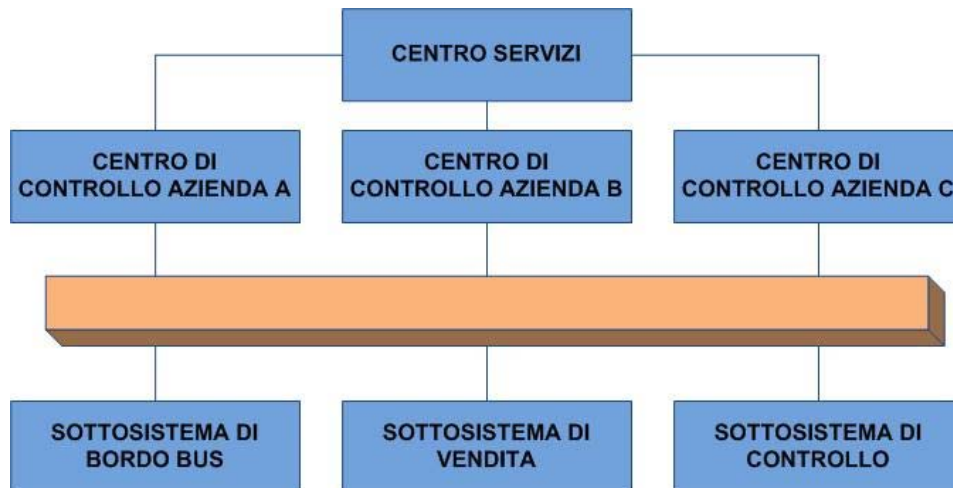 CENTRO SERVIZI
CENTRO DI
CONTROLLO AZIENDA A
CENTRO DI
CONTROLLO AZIENDA B
CENTRO DI
CONTROLLO AZIENDA C
SOTTOSISTEMA DI
BORDO BUS
SOTTOSISTEMA DI
VENDITA
SOTTOSISTEMA DI
CONTROLLO